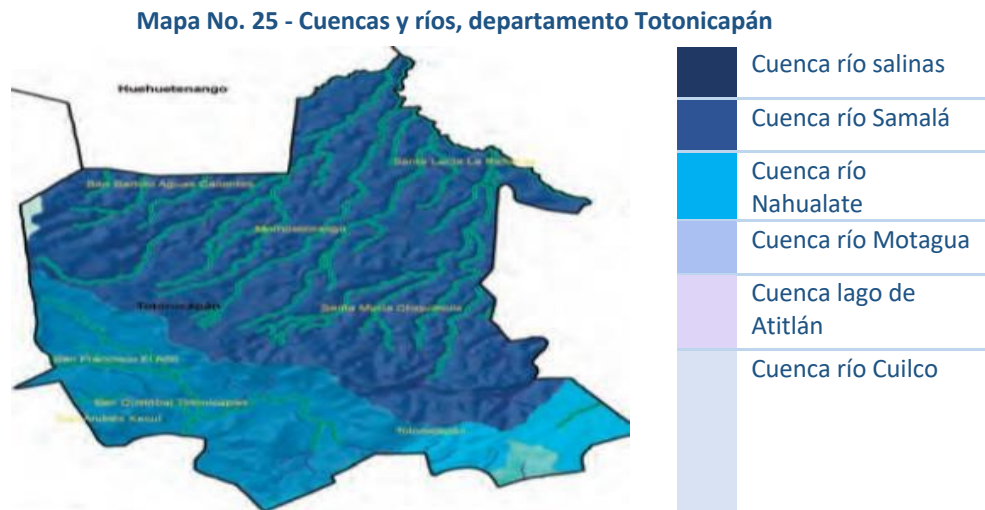 Mapa No. 25 - Cuencas y ríos, departamento Totonicapán
Huehuetenango
Santa Lucía La Reforma
San Bartolo Aguas Calientes
Momostenango
Totonicapán
Santa María Chiquimula
San Francisco El Alto
San Cristóbal Totonicapán
San Andrés Xecul
Totonicapán
Cuenca río salinas
Cuenca río Samalá
Cuenca río
Nahualate
Cuenca río Motagua
Cuenca lago de
Atitlán
Cuenca río Cuilco